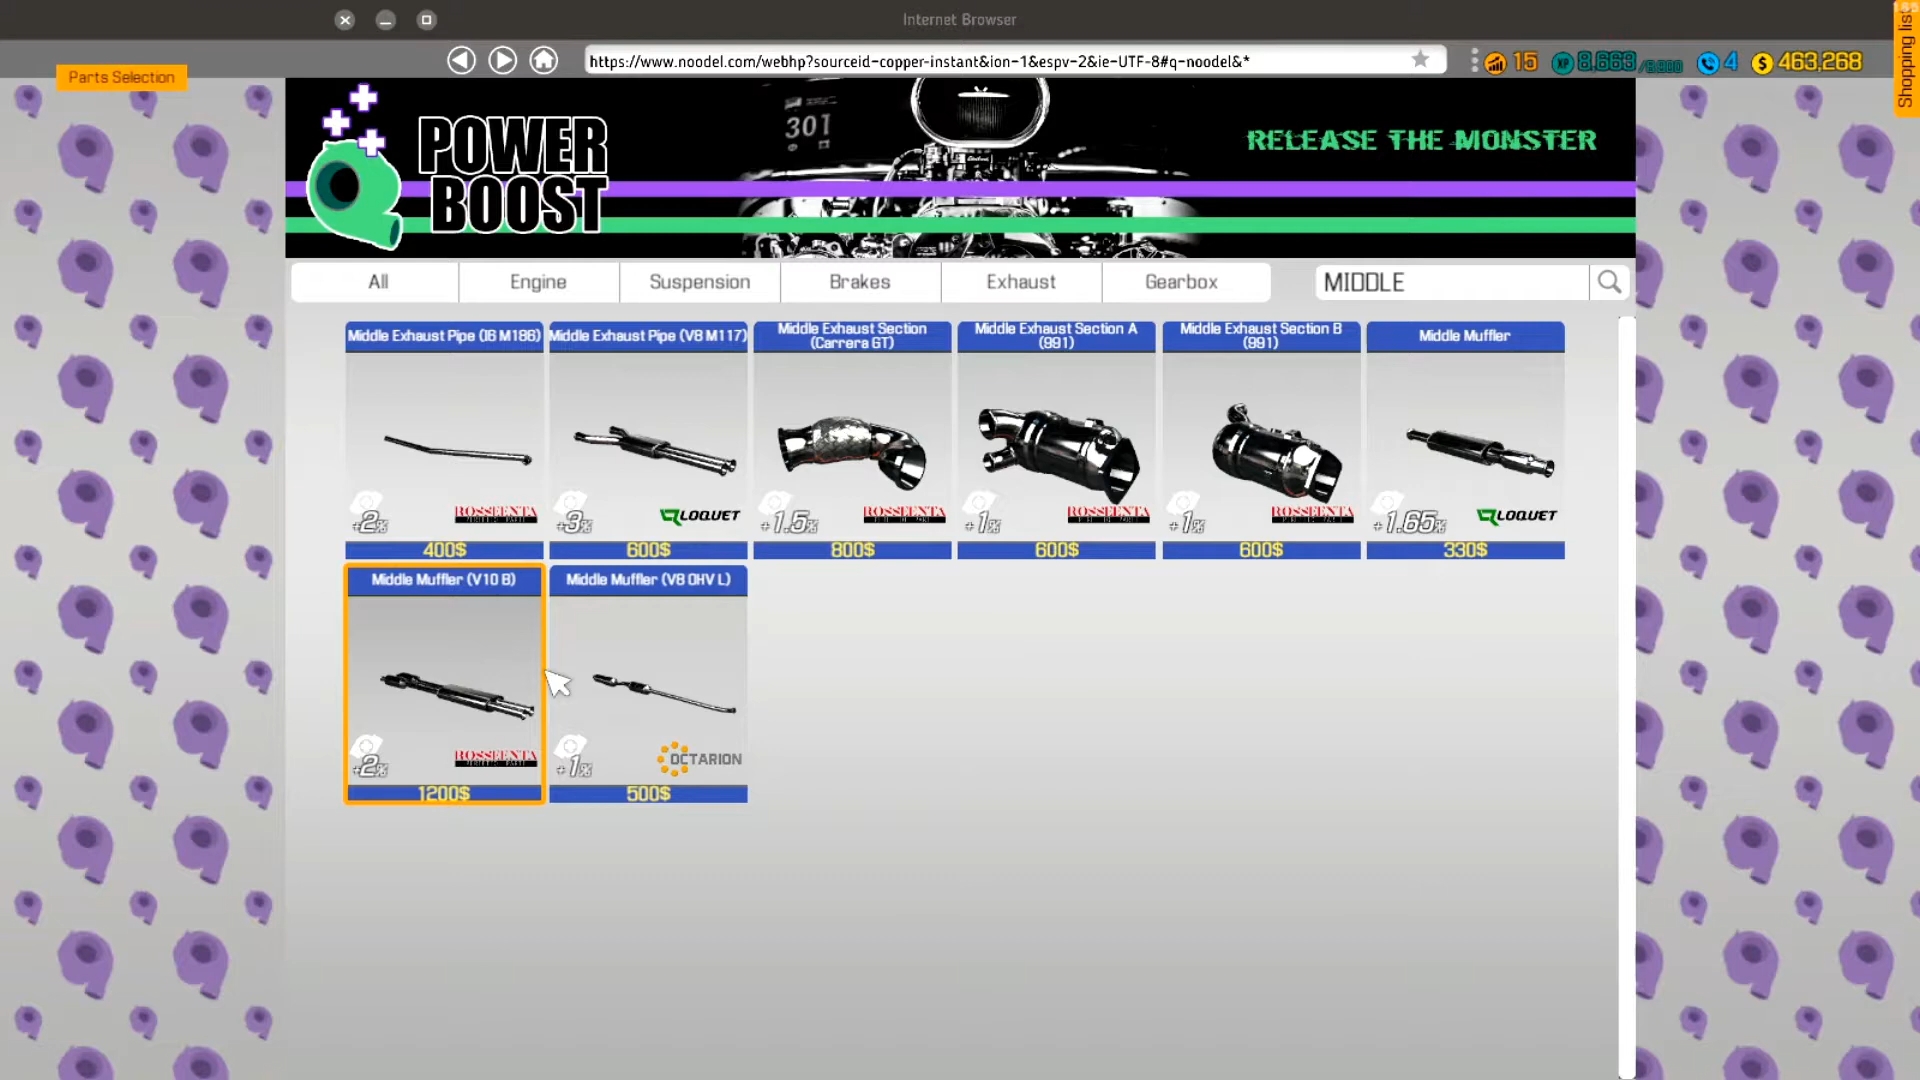 Internet Browser
185
Shopping list
https://www.noodel.com/webhp?sourceid-copper-instant&ion-1&espv-2&ie-UTF-8#q-noodel&*
15 XP 8,663 4 $ 463,268
Parts Selection
301
POWER
BOOST
RELEASE THE MONSTER
All Engine Suspension Brakes Exhaust Gearbox MIDDLE
Middle Exhaust Pipe (I6 M186)
+2%
ROSSFENTA
400$
Middle Exhaust Pipe (V8 M117)
+3%
LOQUET
600$
Middle Exhaust Section
(Carrera GT)
+1.5%
ROSSFENTA
800$
Middle Exhaust Section A
(991)
+1%
ROSSFENTA
600$
Middle Exhaust Section B
(991)
+1%
ROSSFENTA
600$
Middle Muffler
+1.65%
LOQUET
330$
Middle Muffler (V10 B)
+2%
ROSSFENTA
1200$
Middle Muffler (V8 OHV L)
+1%
OCTARION
500$